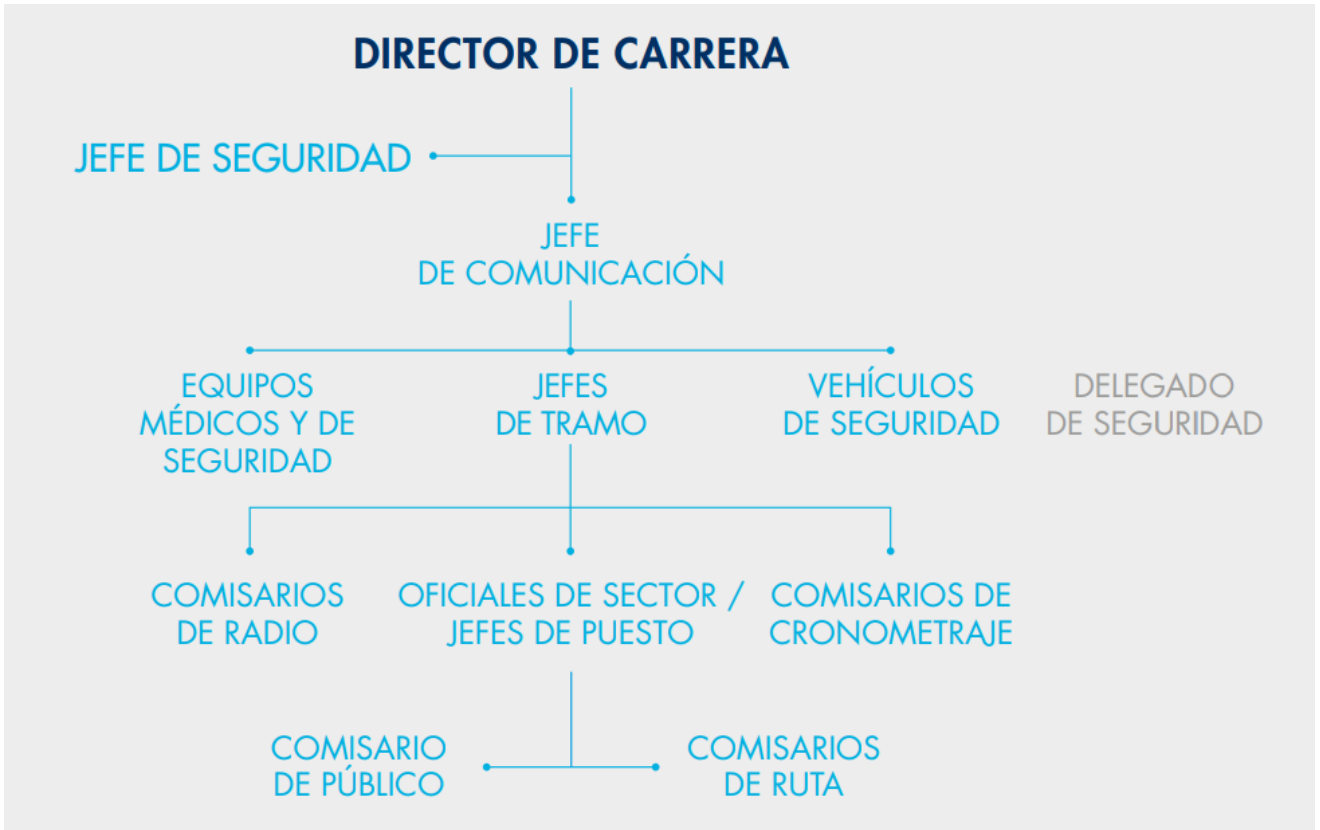 DIRECTOR DE CARRERA
JEFE DE SEGURIDAD
JEFE
DE COMUNICACIÓN
EQUIPOS
MÉDICOS Y DE
SEGURIDAD
JEFES
DE TRAMO
VEHÍCULOS
DE SEGURIDAD
DELEGADO
DE SEGURIDAD
COMISARIOS
DE RADIO
OFICIALES DE SECTOR /
JEFES DE PUESTO
COMISARIOS DE
CRONOMETRAJE
COMISARIO
DE PÚBLICO
COMISARIOS
DE RUTA